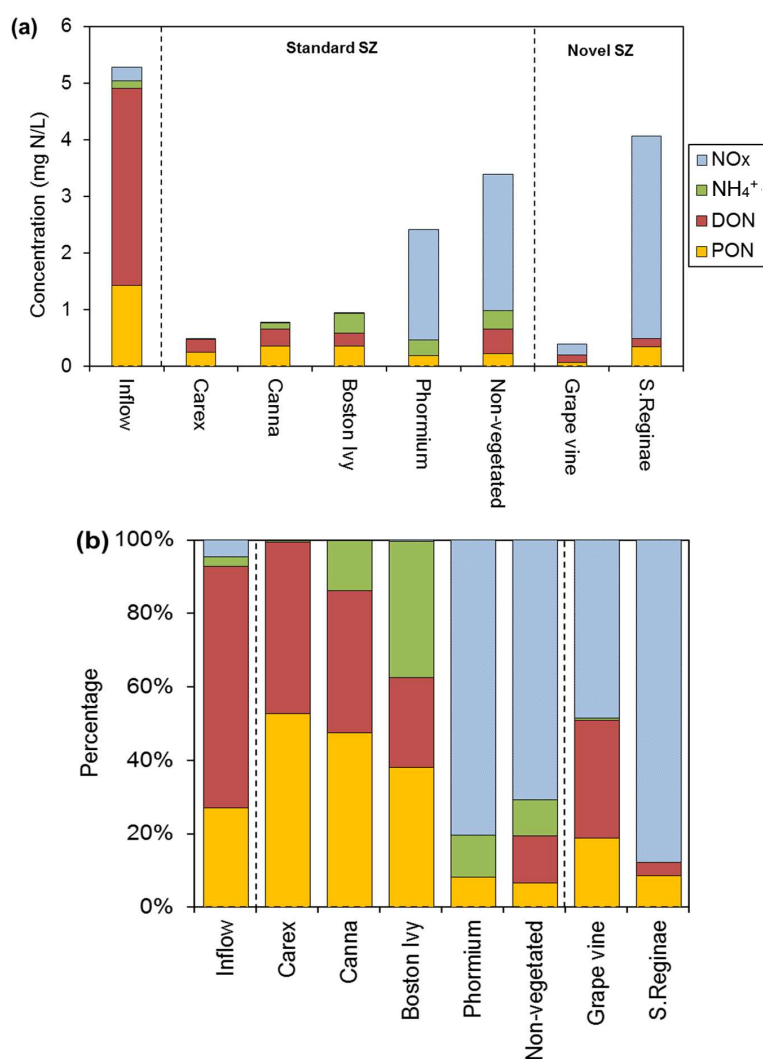 (a)
Standard SZ
Novel SZ
6
5
4
3
2
1
0
Concentration (mg N/L)
Inflow
Carex
Canna
Boston Ivy
Phormium
Non-vegetated
Grape vine
S.Reginae
NOx
NH₄⁺
DON
PON
(b)
100%
80%
60%
40%
20%
0%
Percentage
Inflow
Carex
Canna
Boston Ivy
Phormium
Non-vegetated
Grape vine
S.Reginae